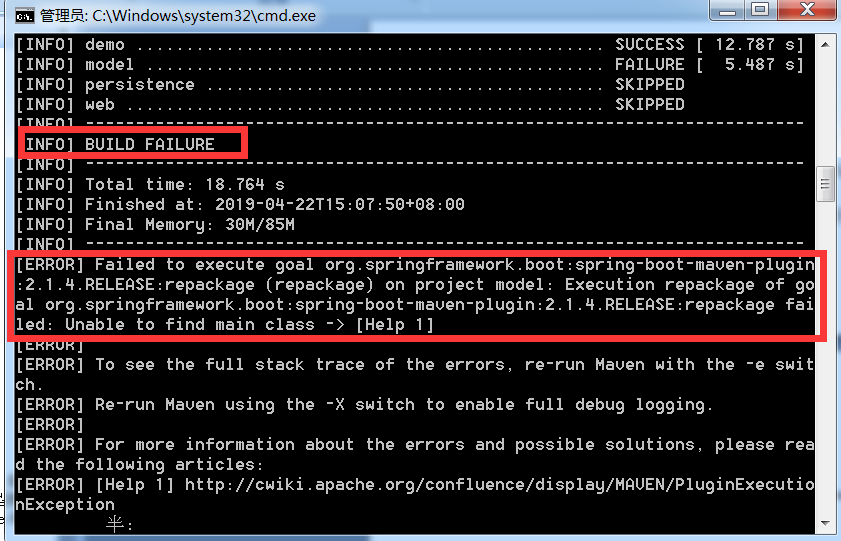 管理员: C:\Windows\system32\cmd.exe
[INFO] demo ............................................... SUCCESS [ 12.787 s]
[INFO] model .............................................. FAILURE [  5.487 s]
[INFO] persistence ........................................ SKIPPED
[INFO] web ................................................ SKIPPED
[INFO] ------------------------------------------------------------------------
INFO] BUILD FAILURE
[INFO] ------------------------------------------------------------------------
[INFO] Total time: 18.764 s
[INFO] Finished at: 2019-04-22T15:07:50+08:00
[INFO] Final Memory: 30M/85M
[INFO] ------------------------------------------------------------------------
[ERROR] Failed to execute goal org.springframework.boot:spring-boot-maven-plugin
:2.1.4.RELEASE:repackage (repackage) on project model: Execution repackage of go
al org.springframework.boot:spring-boot-maven-plugin:2.1.4.RELEASE:repackage fai
led: Unable to find main class -> [Help 1]
[ERROR]
[ERROR] To see the full stack trace of the errors, re-run Maven with the -e swit
ch.
[ERROR] Re-run Maven using the -X switch to enable full debug logging.
[ERROR]
[ERROR] For more information about the errors and possible solutions, please rea
d the following articles:
[ERROR] [Help 1] http://cwiki.apache.org/confluence/display/MAVEN/PluginExecutio
nException
半: